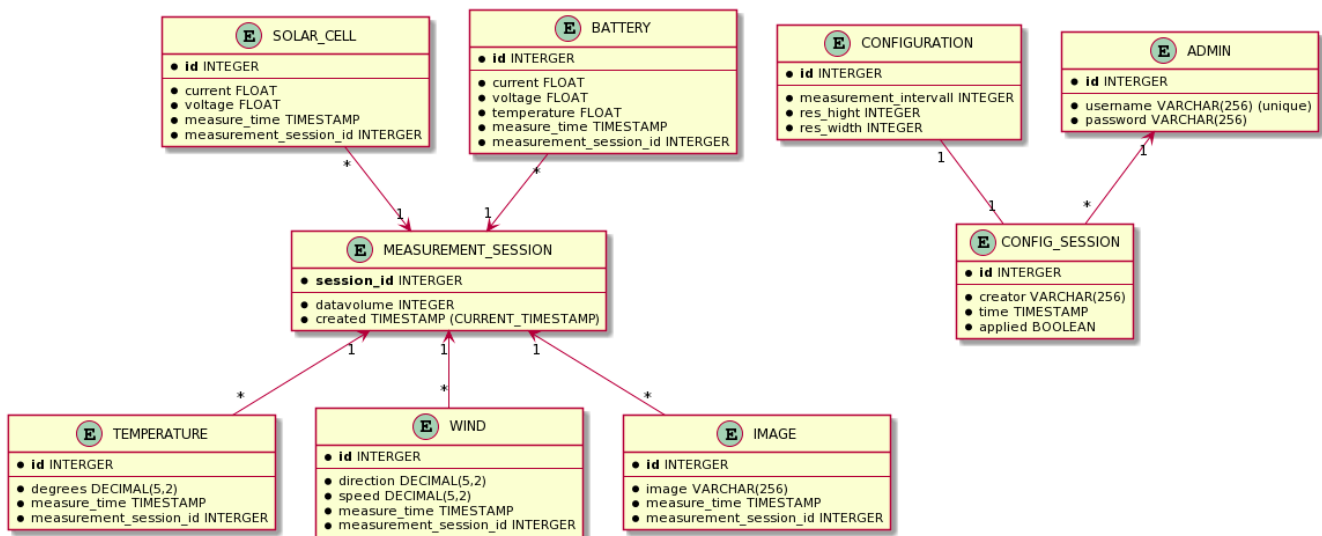 E SOLAR_CELL
id INTEGER
current FLOAT
voltage FLOAT
measure_time TIMESTAMP
measurement_session_id INTERGER
E BATTERY
id INTERGER
current FLOAT
voltage FLOAT
temperature FLOAT
measure_time TIMESTAMP
measurement_session_id INTERGER
E CONFIGURATION
id INTERGER
measurement_intervall INTEGER
res_hight INTEGER
res_width INTEGER
E ADMIN
id INTERGER
username VARCHAR(256) (unique)
password VARCHAR(256)
* *
1 1
1 1
1 *
E MEASUREMENT_SESSION
session_id INTERGER
datavolume INTEGER
created TIMESTAMP (CURRENT_TIMESTAMP)
E CONFIG_SESSION
id INTERGER
creator VARCHAR(256)
time TIMESTAMP
applied BOOLEAN
1 1 1
* * *
E TEMPERATURE
id INTERGER
degrees DECIMAL(5,2)
measure_time TIMESTAMP
measurement_session_id INTERGER
E WIND
id INTERGER
direction DECIMAL(5,2)
speed DECIMAL(5,2)
measure_time TIMESTAMP
measurement_session_id INTERGER
E IMAGE
id INTERGER
image VARCHAR(256)
measure_time TIMESTAMP
measurement_session_id INTERGER